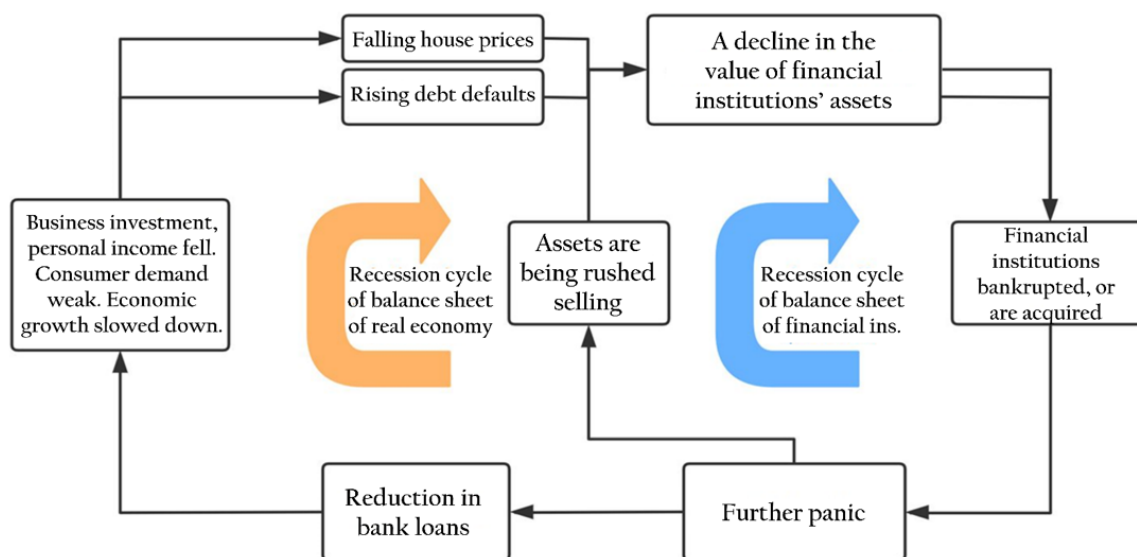 Falling house prices
Rising debt defaults
A decline in the
value of financial
institutions’ assets
Business investment,
personal income fell.
Consumer demand
weak. Economic
growth slowed down.
Recession cycle
of balance sheet
of real economy
Assets are
being rushed
selling
Recession cycle
of balance sheet
of financial ins.
Financial
institutions
bankrupted, or
are acquired
Reduction in
bank loans
Further panic